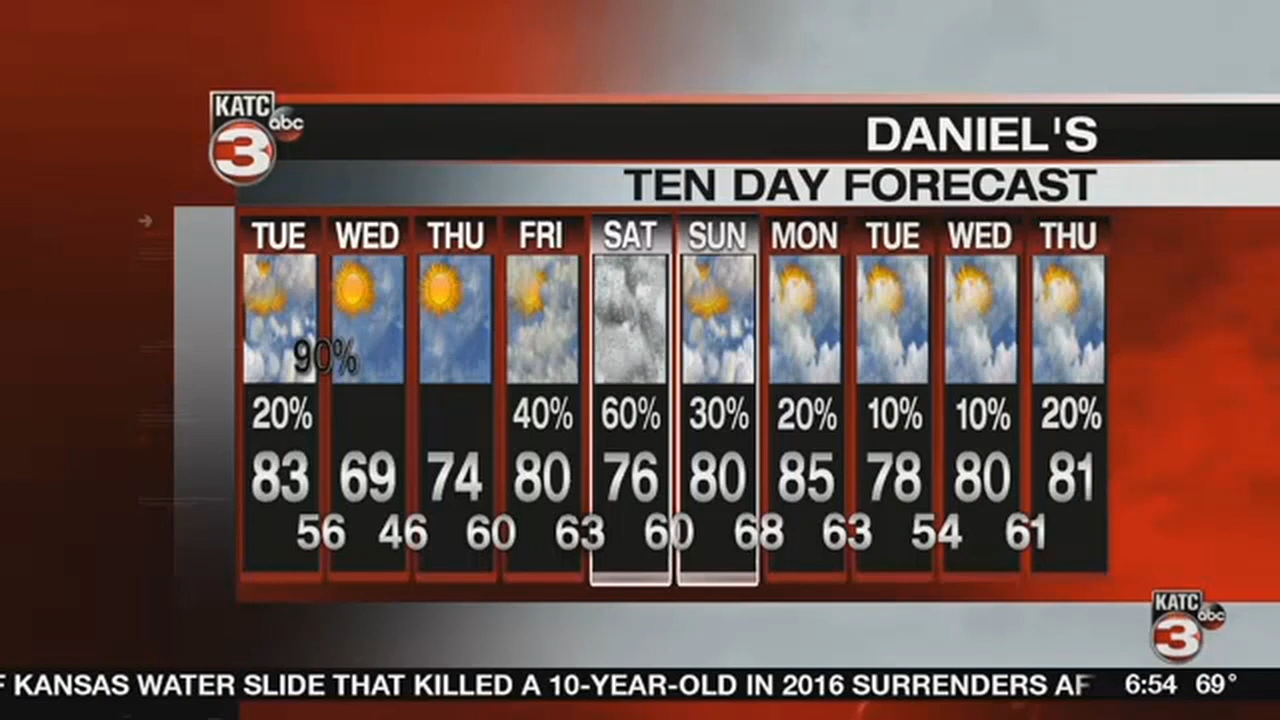 KATC
abc
3
DANIEL'S
TEN DAY FORECAST
TUE WED THU FRI SAT SUN MON TUE WED THU
90%
20% 40% 60% 30% 20% 10% 10% 20%
83 69 74 80 76 80 85 78 80 81
56 46 60 63 60 68 63 54 61
KATC
abc
3
F KANSAS WATER SLIDE THAT KILLED A 10-YEAR-OLD IN 2016 SURRENDERS AF 6:54 69°